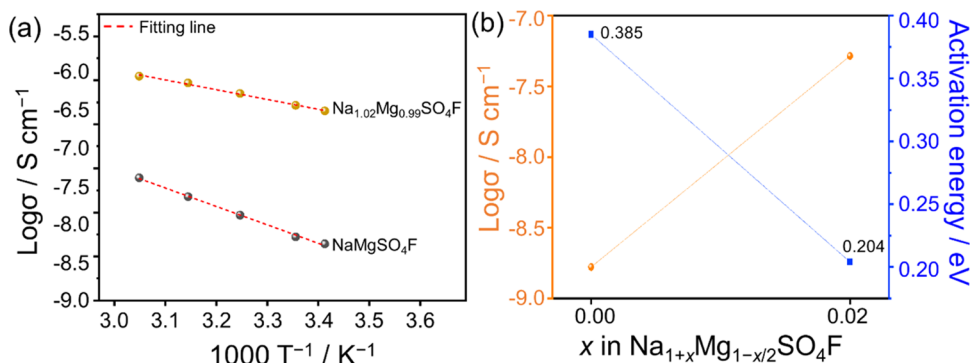 (a)
Fitting line
-5.5
-6.0
-6.5
-7.0
-7.5
-8.0
-8.5
-9.0
Logσ / S cm⁻¹
Na₁.₀₂Mg₀.₉₉SO₄F
NaMgSO₄F
3.0 3.1 3.2 3.3 3.4 3.5 3.6
1000 T⁻¹ / K⁻¹
(b)
-7.0
-7.5
-8.0
-8.5
-9.0
Logσ / S cm⁻¹
0.385
0.204
0.40
0.35
0.30
0.25
0.20
Activation energy / eV
0.00 0.02
x in Na₁₊ₓMg₁₋ₓ/₂SO₄F